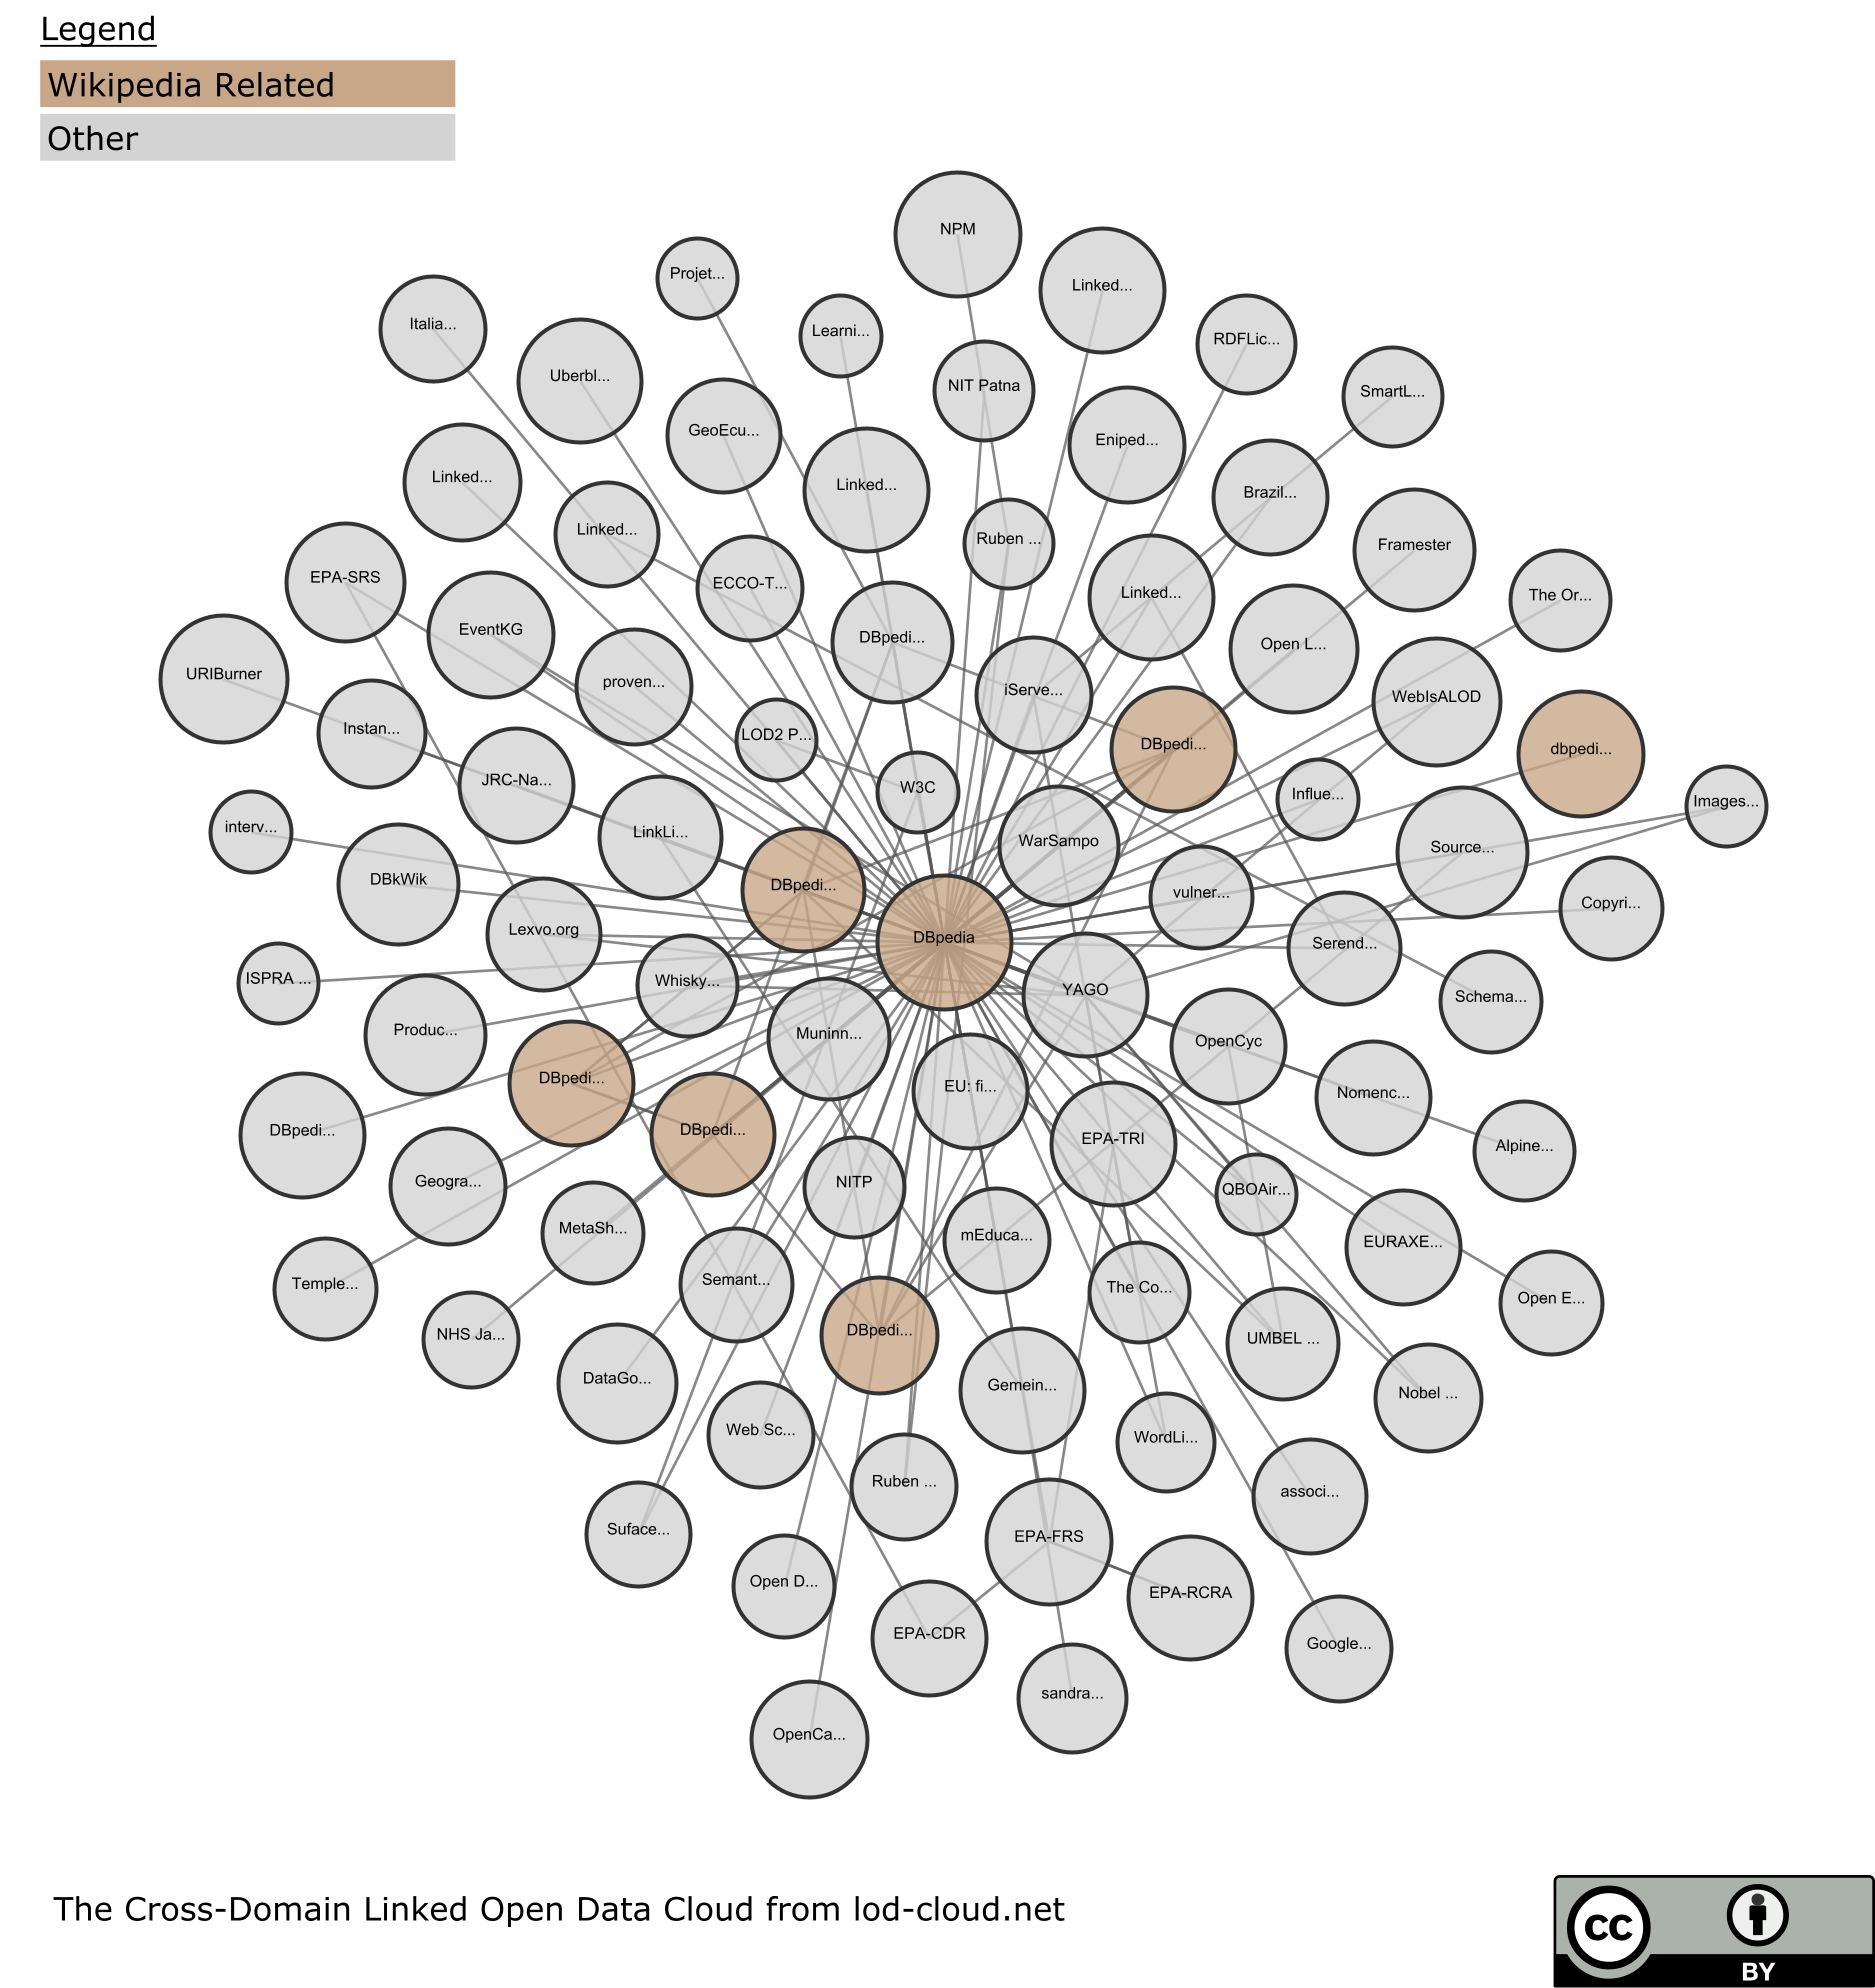 Legend
Wikipedia Related
Other
NPM
Projet...
Linked...
Italia...
Learni...
RDFLic...
Uberbl...
NIT Patna
SmartL...
GeoEcu...
Eniped...
Linked...
Linked...
Brazil...
Linked...
Ruben ...
Framester
EPA-SRS
ECCO-T...
Linked...
The Or...
EventKG
DBpedi...
Open L...
URIBurner
proven...
iServe...
WebIsALOD
Instan...
LOD2 P...
DBpedi...
dbpedi...
JRC-Na...
W3C
Influe...
Images...
interv...
LinkLi...
WarSampo
Source...
DBkWik
DBpedi...
vulner...
Copyri...
Lexvo.org
DBpedia
Serend...
ISPRA ...
Whisky...
YAGO
Schema...
Produc...
Muninn...
OpenCyc
DBpedi...
EU: fi...
Nomenc...
DBpedi...
DBpedi...
EPA-TRI
Alpine...
Geogra...
NITP
QBOAir...
MetaSh...
mEduca...
EURAXE...
Temple...
Semant...
The Co...
Open E...
NHS Ja...
DBpedi...
UMBEL ...
DataGo...
Gemein...
Nobel ...
Web Sc...
WordLi...
Ruben ...
associ...
Suface...
EPA-FRS
Open D...
EPA-RCRA
EPA-CDR
Google...
sandra...
OpenCa...
The Cross-Domain Linked Open Data Cloud from lod-cloud.net
cc
BY